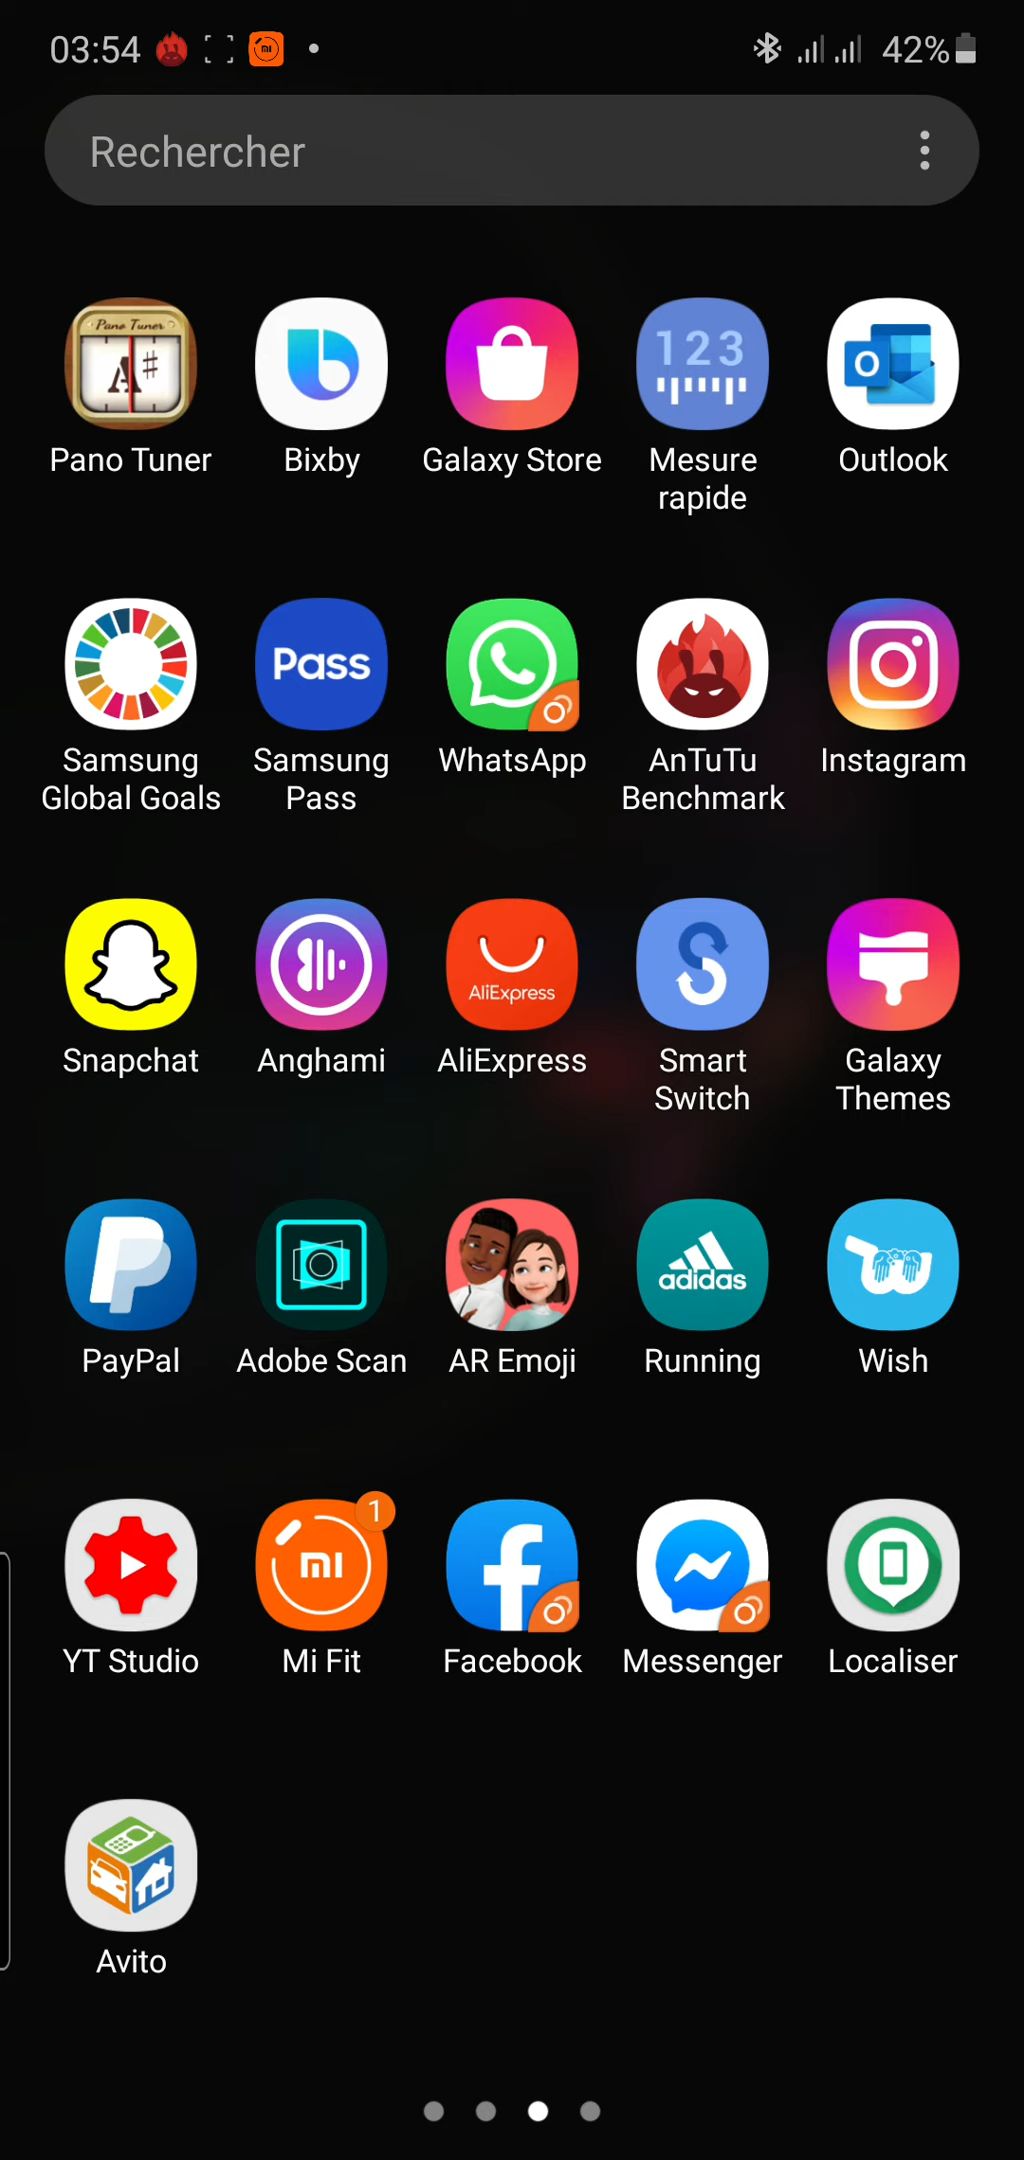 03:54 42%
Rechercher
Pano Tuner
A#
123
O
Pano Tuner Bixby Galaxy Store Mesure rapide Outlook
Pass
Samsung Global Goals Samsung Pass WhatsApp AnTuTu Benchmark Instagram
AliExpress
Snapchat Anghami AliExpress Smart Switch Galaxy Themes
adidas
PayPal Adobe Scan AR Emoji Running Wish
1
mi
YT Studio Mi Fit Facebook Messenger Localiser
Avito